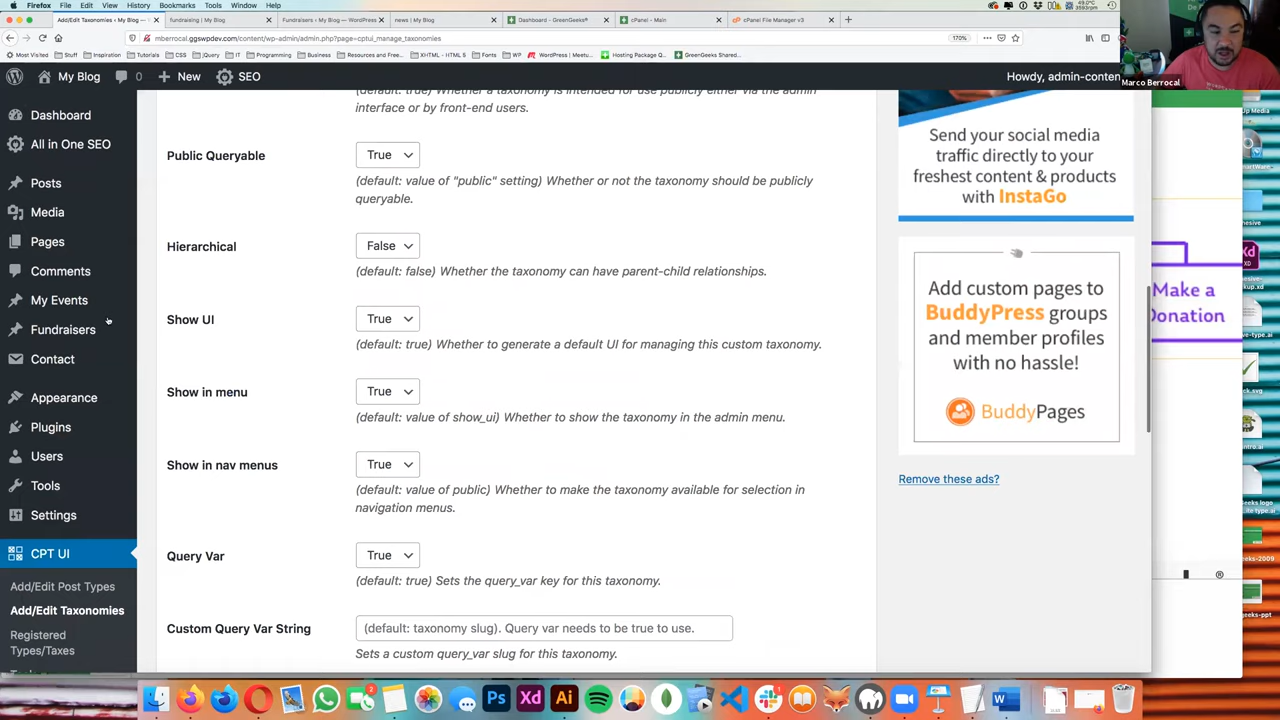 Firefox File Edit View History Bookmarks Tools Window Help
Add/Edit Taxonomies ‹ My Blog —
fundraising | My Blog
Fundraisers ‹ My Blog — WordPress
news | My Blog
Dashboard - GreenGeeks
cPanel - Main
cPanel File Manager v3
mberrocal.ggswpdev.com/content/wp-admin/admin.php?page=cptui_manage_taxonomies
170%
Most Visited Stuff Inspiration Tutorials CSS jQuery IT Programming Business Resources and Free... XHTML - HTML 5 Fonts WP WordPress | Meetu... Hosting Package Q... GreenGeeks Shared...
Marco Berrocal
My Blog 0 New SEO Howdy, admin-conten
Dashboard
All in One SEO
Posts
Media
Pages
Comments
My Events
Fundraisers
Contact
Appearance
Plugins
Users
Tools
Settings
CPT UI
Add/Edit Post Types
Add/Edit Taxonomies
Registered
Types/Taxes
(default: true) Whether a taxonomy is intended for use publicly either via the admin
interface or by front-end users.
Public Queryable
True
(default: value of "public" setting) Whether or not the taxonomy should be publicly
queryable.
Hierarchical
False
(default: false) Whether the taxonomy can have parent-child relationships.
Show UI
True
(default: true) Whether to generate a default UI for managing this custom taxonomy.
Show in menu
True
(default: value of show_ui) Whether to show the taxonomy in the admin menu.
Show in nav menus
True
(default: value of public) Whether to make the taxonomy available for selection in
navigation menus.
Query Var
True
(default: true) Sets the query_var key for this taxonomy.
Custom Query Var String
(default: taxonomy slug). Query var needs to be true to use.
Sets a custom query_var slug for this taxonomy.
Send your social media
traffic directly to your
freshest content & products
with InstaGo
Add custom pages to
BuddyPress groups
and member profiles
with no hassle!
BuddyPages
Remove these ads?
Make a
Donation
®
Ps
Xd
Ai
W